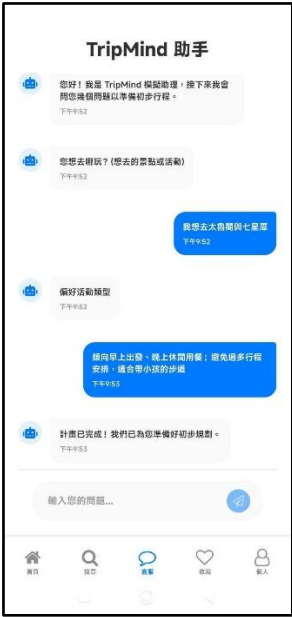 TripMind 助手
您好！我是 TripMind 模擬助理，接下來我會
問您幾個問題以準備初步行程。
下午9:52
您想去哪玩？(想去的景點或活動)
下午9:52
我想去太魯閣與七星潭
下午9:52
偏好活動類型
下午9:52
傾向早上出發、晚上休閒用餐；避免過多行程
安排，適合帶小孩的步道
下午9:53
計畫已完成！我們已為您準備好初步規劃。
下午9:53
輸入您的問題...
首頁
探索
客服
收藏
個人